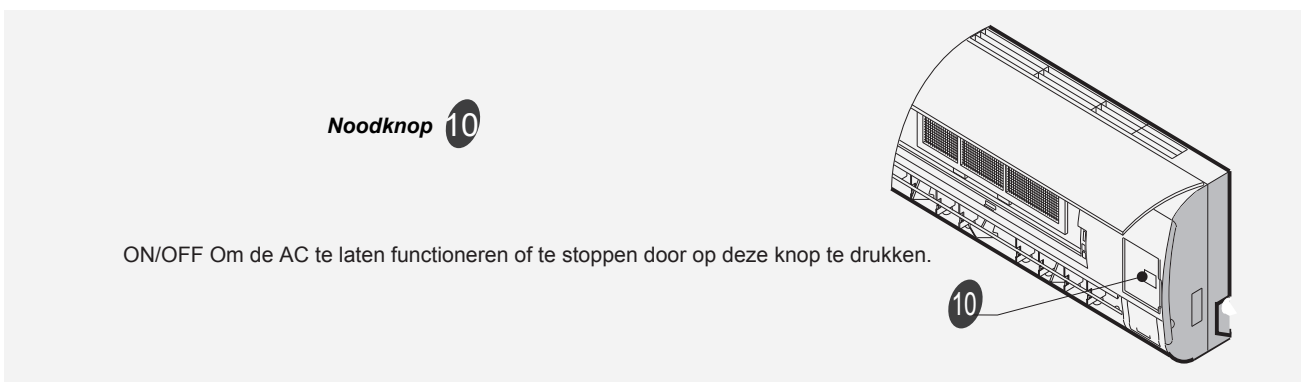 Noodknop 10
ON/OFF Om de AC te laten functioneren of te stoppen door op deze knop te drukken.
10